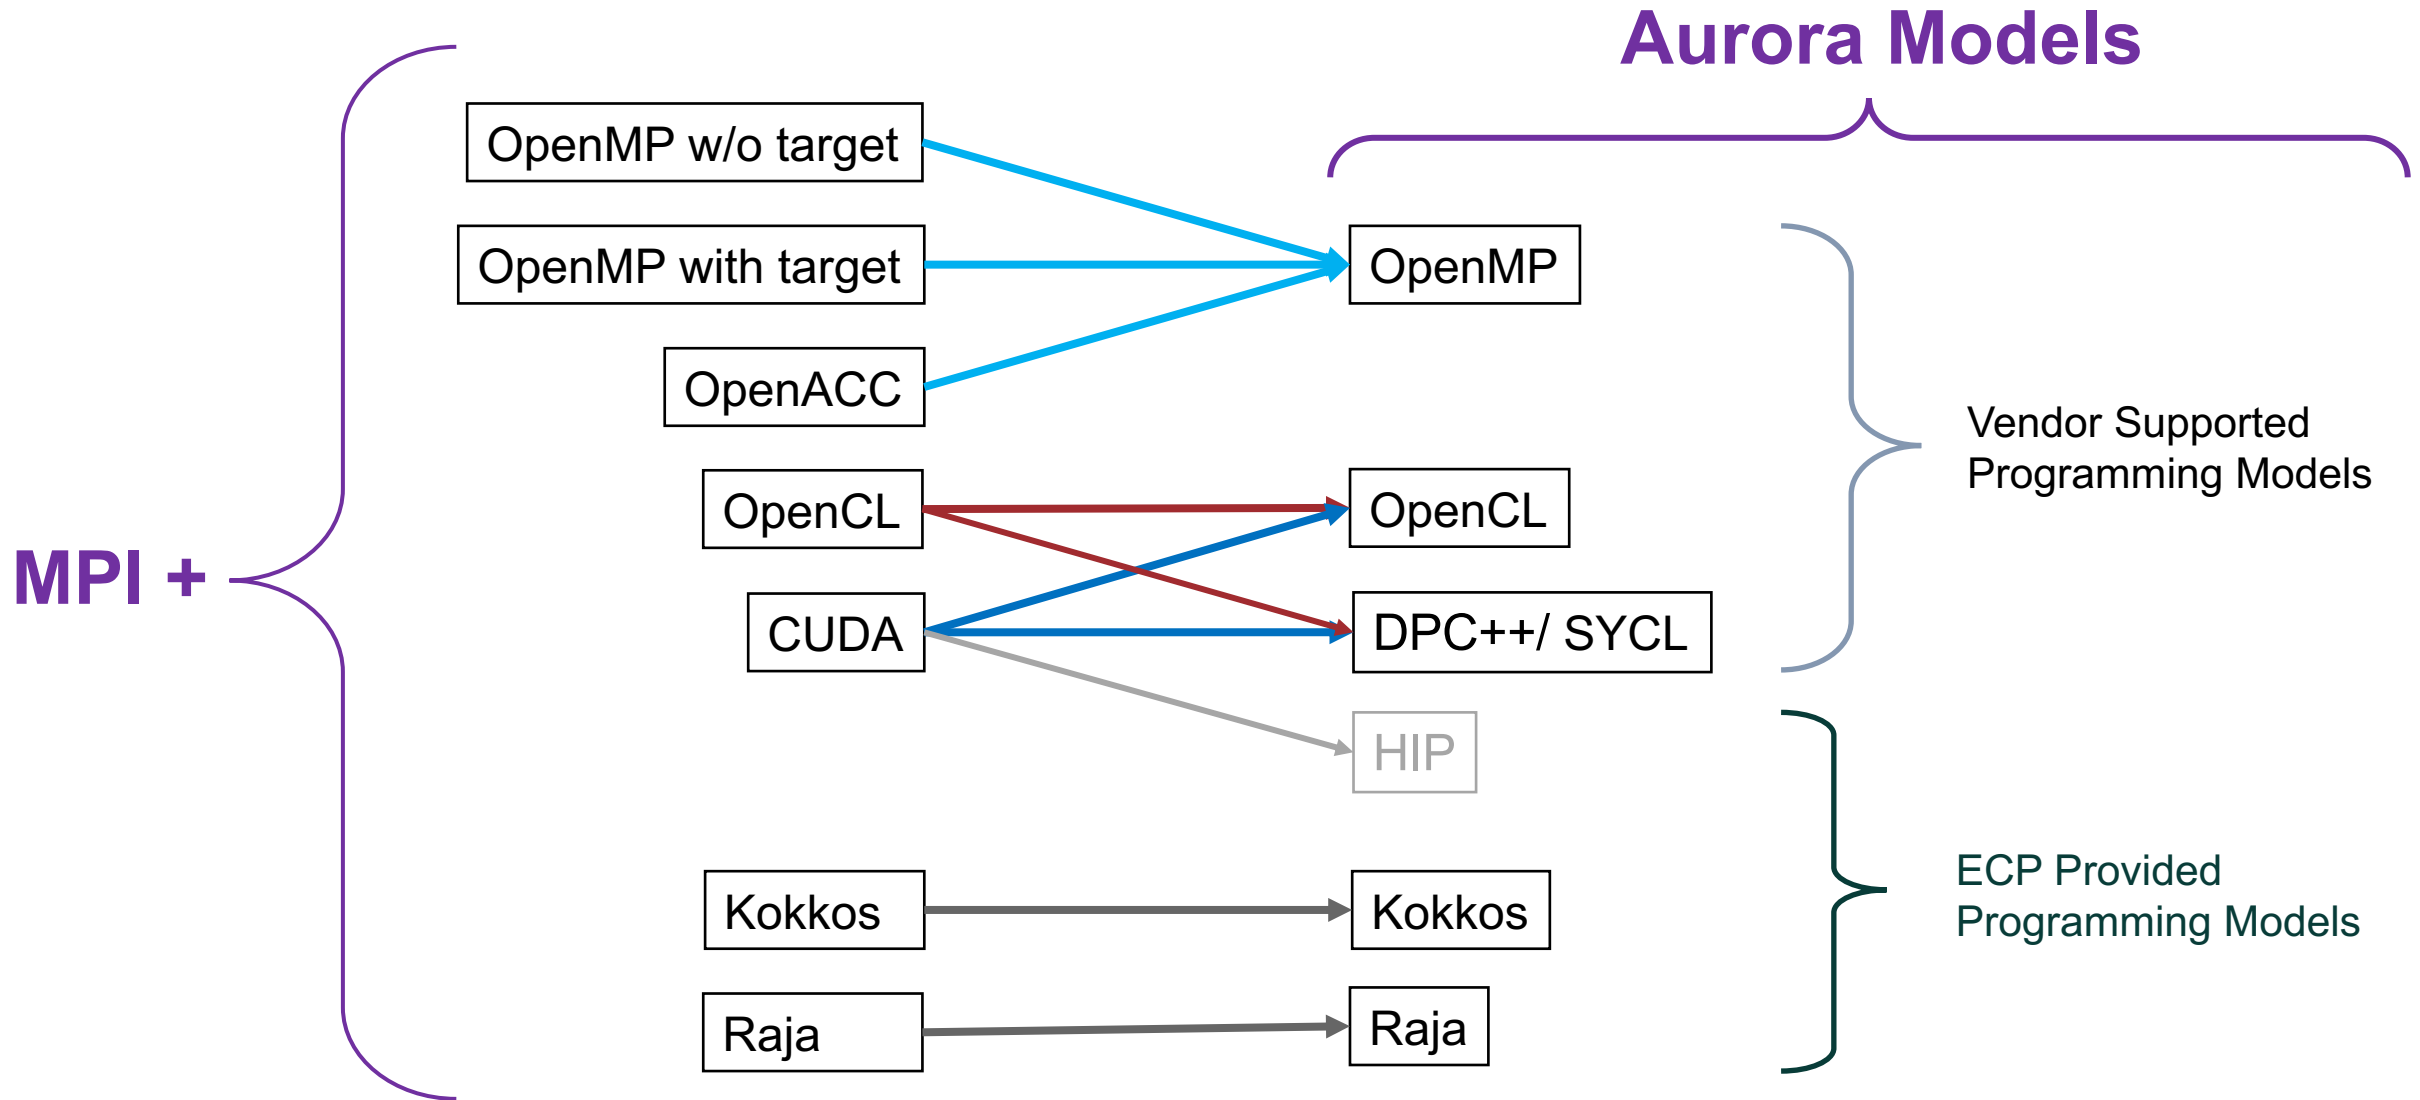 Aurora Models
MPI +
OpenMP w/o target
OpenMP with target
OpenACC
OpenCL
CUDA
Kokkos
Raja
OpenMP
OpenCL
DPC++/ SYCL
HIP
Kokkos
Raja
Vendor Supported
Programming Models
ECP Provided
Programming Models